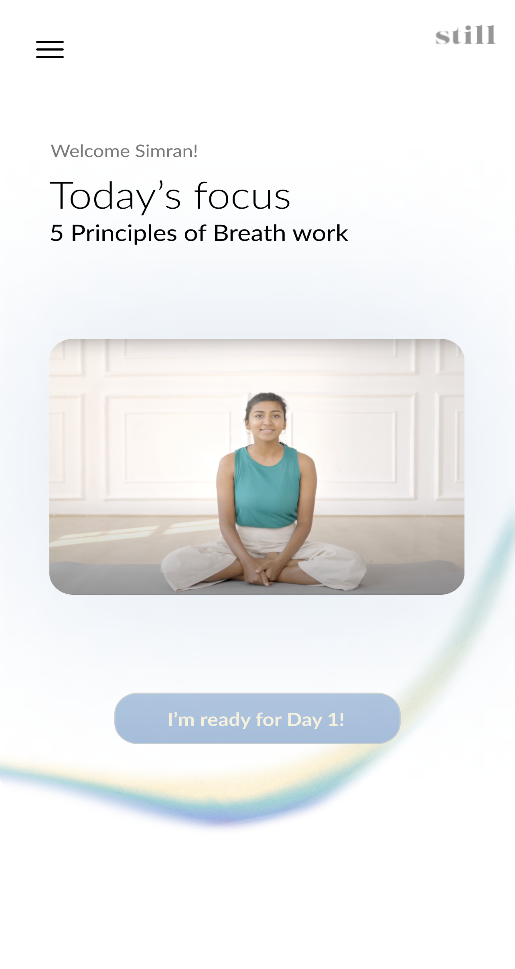 still
Welcome Simran!
Today’s focus
5 Principles of Breath work
I’m ready for Day 1!